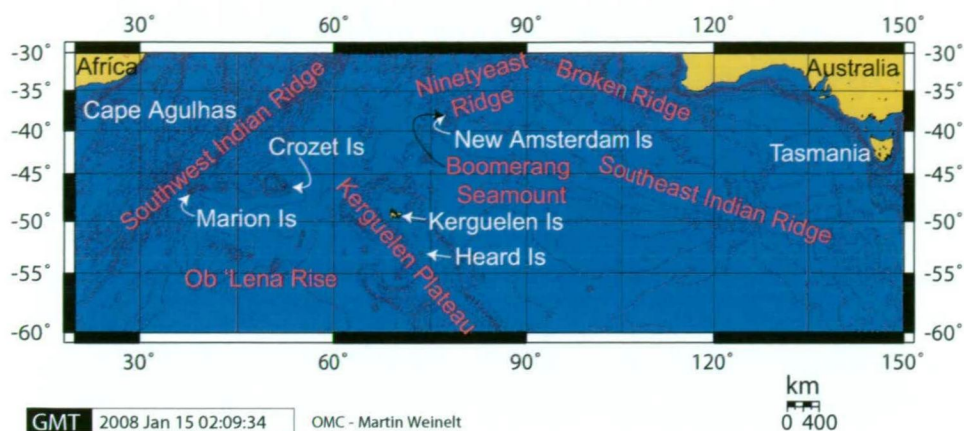 30˚ 60˚ 90˚ 120˚ 150˚
-30˚ -30˚
Africa
Australia
-35˚ -35˚
Cape Agulhas
Southwest Indian Ridge
Ninetyeast
Ridge
Broken Ridge
-40˚ -40˚
New Amsterdam Is
Tasmania
Crozet Is
Boomerang
Seamount
-45˚ -45˚
Southeast Indian Ridge
Marion Is
Kerguelen Plateau
Kerguelen Is
-50˚ -50˚
Heard Is
Ob 'Lena Rise
-55˚ -55˚
-60˚ -60˚
30˚ 60˚ 90˚ 120˚ 150˚
km
0 400
GMT 2008 Jan 15 02:09:34 OMC - Martin Weinelt